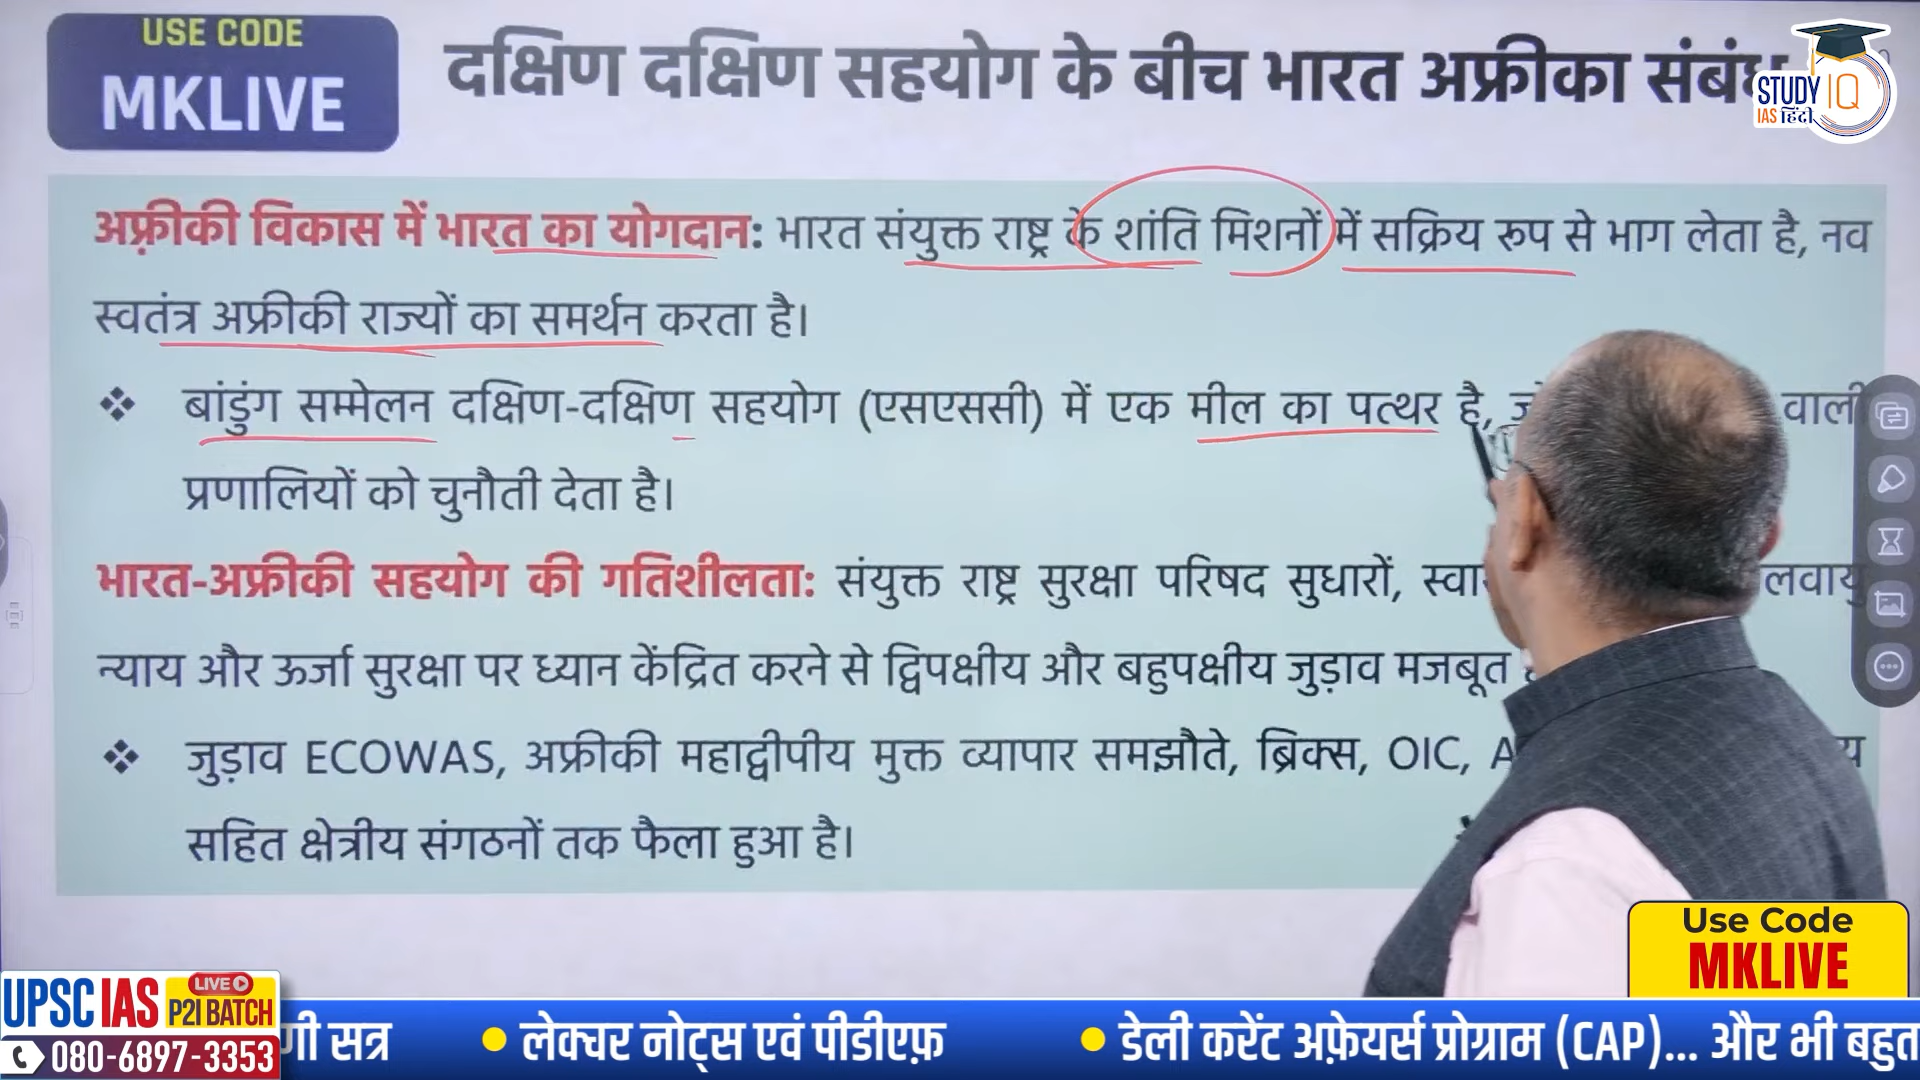 USE CODE
MKLIVE
दक्षिण दक्षिण सहयोग के बीच भारत अफ्रीका
STUDY IQ
IAS हिंदी
अफ़्रीकी विकास में भारत का योगदान: भारत संयुक्त राष्ट्र के शांति मिशनों में सक्रिय रूप से भाग लेता है, नव
स्वतंत्र अफ्रीकी राज्यों का समर्थन करता है।
❖ बांडुंग सम्मेलन दक्षिण-दक्षिण सहयोग (एसएससी) में एक मील का पत्थर है, वाली
प्रणालियों को चुनौती देता है।
भारत-अफ्रीकी सहयोग की गतिशीलता: संयुक्त राष्ट्र सुरक्षा परिषद सुधारों,
न्याय और ऊर्जा सुरक्षा पर ध्यान केंद्रित करने से द्विपक्षीय और बहुपक्षीय जुड़ाव मजबूत
❖ जुड़ाव ECOWAS, अफ्रीकी महाद्वीपीय मुक्त व्यापार समझौते, ब्रिक्स, OIC,
सहित क्षेत्रीय संगठनों तक फैला हुआ है।
Use Code
MKLIVE
UPSC IAS LIVE P2I BATCH
080-6897-3353
सत्र • लेक्चर नोट्स एवं पीडीएफ़ • डेली करेंट अफ़ेयर्स प्रोग्राम (CAP)... और भी बहुत